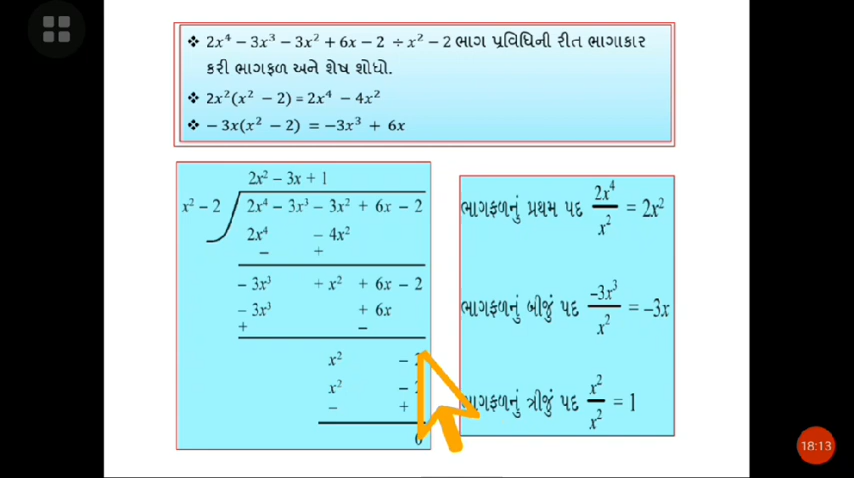 ❖ 2x⁴ − 3x³ − 3x² + 6x − 2 ÷ x² − 2 ભાગ પ્રવિધિની રીત ભાગાકાર
કરી ભાગફળ અને શેષ શોધો.
❖ 2x²(x² − 2) = 2x⁴ − 4x²
❖ − 3x(x² − 2) = −3x³ + 6x
2x² − 3x + 1
x² − 2 2x⁴ − 3x³ − 3x² + 6x − 2
2x⁴ − 4x²
− +
− 3x³ + x² + 6x − 2
− 3x³ + 6x
+ −
x² − 2
x² − 2
− +
0
ભાગફળનું પ્રથમ પદ 2x⁴/x² = 2x²
ભાગફળનું બીજું પદ −3x³/x² = −3x
ભાગફળનું ત્રીજું પદ x²/x² = 1
18:13